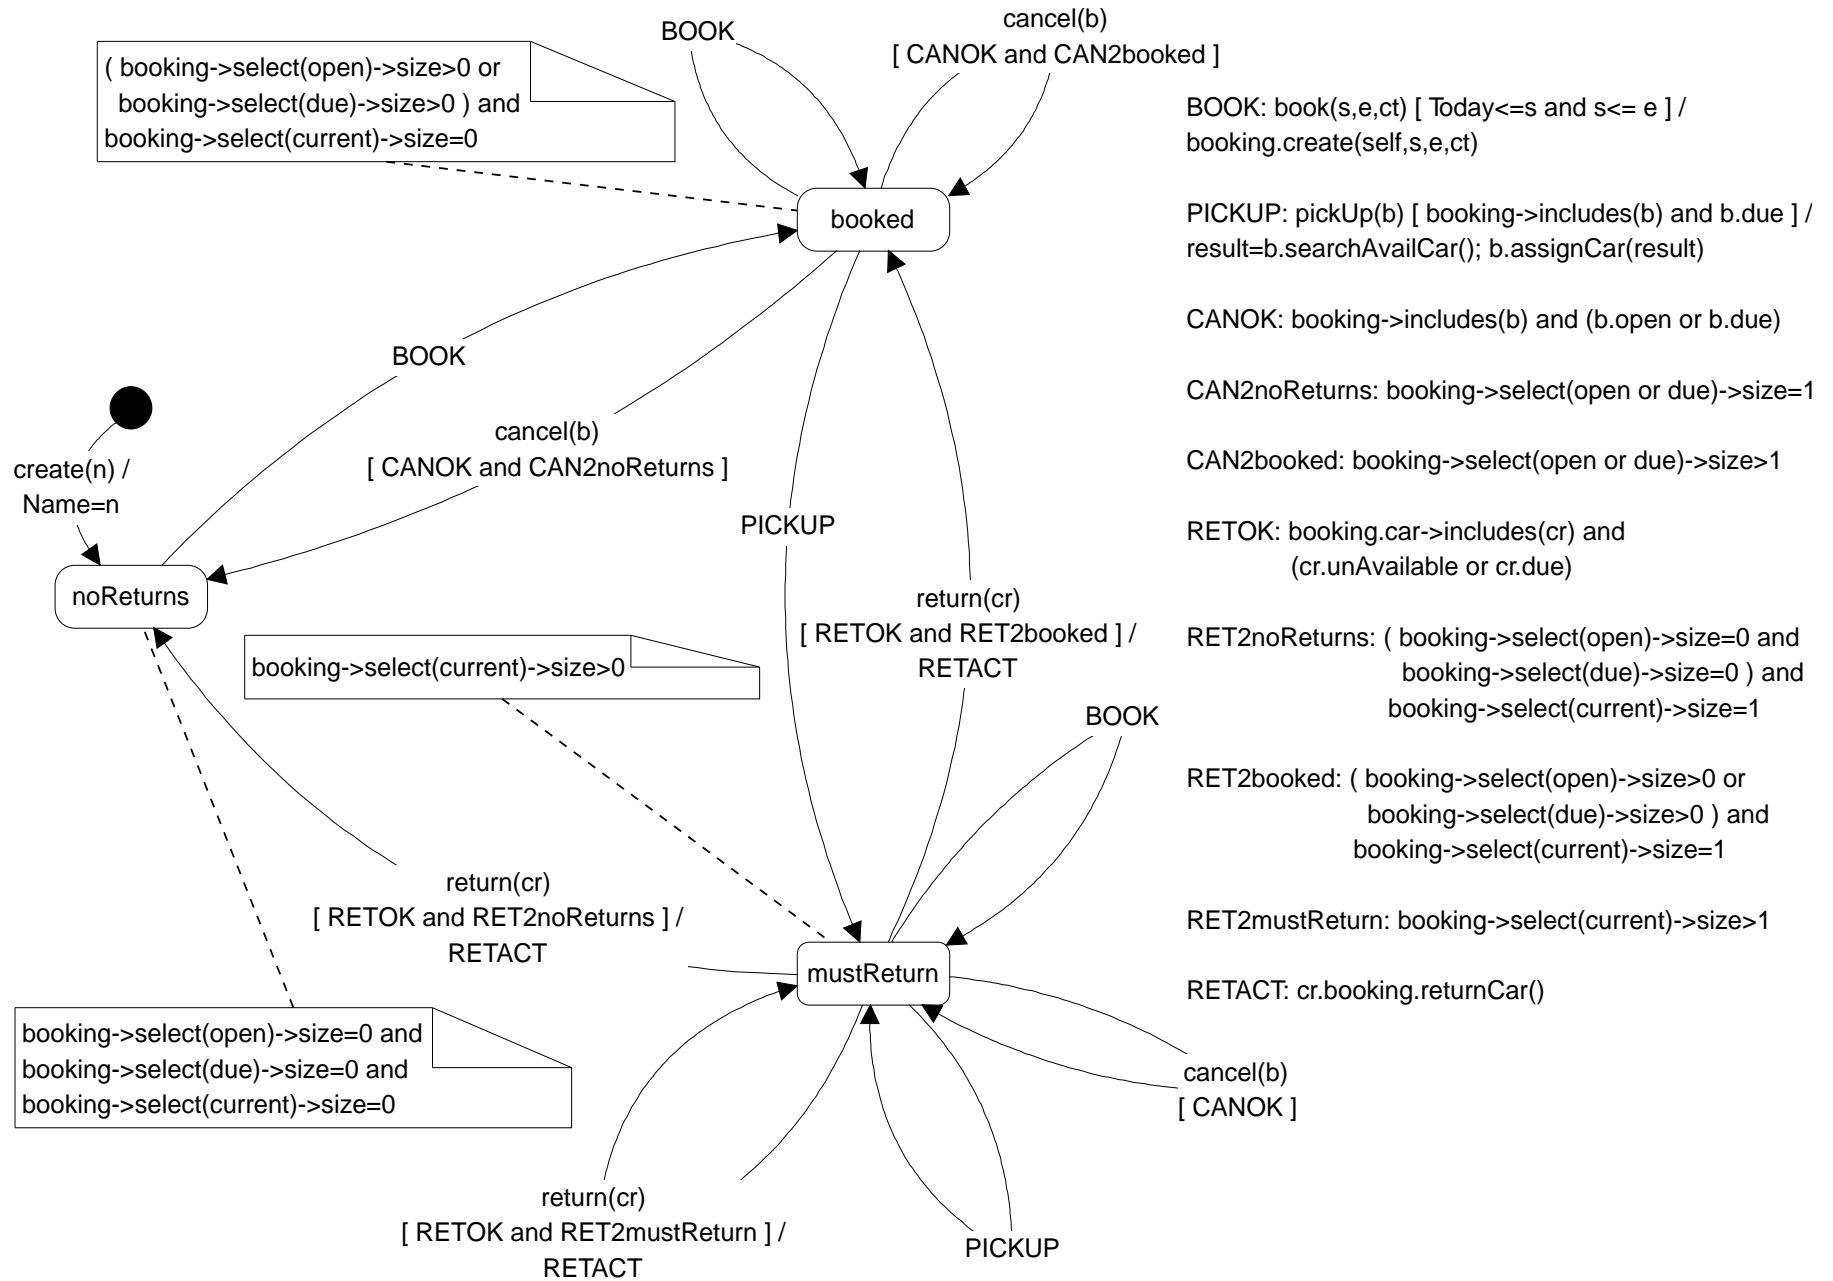 BOOK
cancel(b)
[ CANOK and CAN2booked ]
( booking->select(open)->size>0 or
booking->select(due)->size>0 ) and
booking->select(current)->size=0
booked
BOOK
create(n) /
Name=n
cancel(b)
[ CANOK and CAN2noReturns ]
PICKUP
noReturns
return(cr)
[ RETOK and RET2booked ] /
RETACT
booking->select(current)->size>0
BOOK
return(cr)
[ RETOK and RET2noReturns ] /
RETACT
mustReturn
booking->select(open)->size=0 and
booking->select(due)->size=0 and
booking->select(current)->size=0
cancel(b)
[ CANOK ]
return(cr)
[ RETOK and RET2mustReturn ] /
RETACT
PICKUP
BOOK: book(s,e,ct) [ Today<=s and s<= e ] /
booking.create(self,s,e,ct)
PICKUP: pickUp(b) [ booking->includes(b) and b.due ] /
result=b.searchAvailCar(); b.assignCar(result)
CANOK: booking->includes(b) and (b.open or b.due)
CAN2noReturns: booking->select(open or due)->size=1
CAN2booked: booking->select(open or due)->size>1
RETOK: booking.car->includes(cr) and
(cr.unAvailable or cr.due)
RET2noReturns: ( booking->select(open)->size=0 and
booking->select(due)->size=0 ) and
booking->select(current)->size=1
RET2booked: ( booking->select(open)->size>0 or
booking->select(due)->size>0 ) and
booking->select(current)->size=1
RET2mustReturn: booking->select(current)->size>1
RETACT: cr.booking.returnCar()